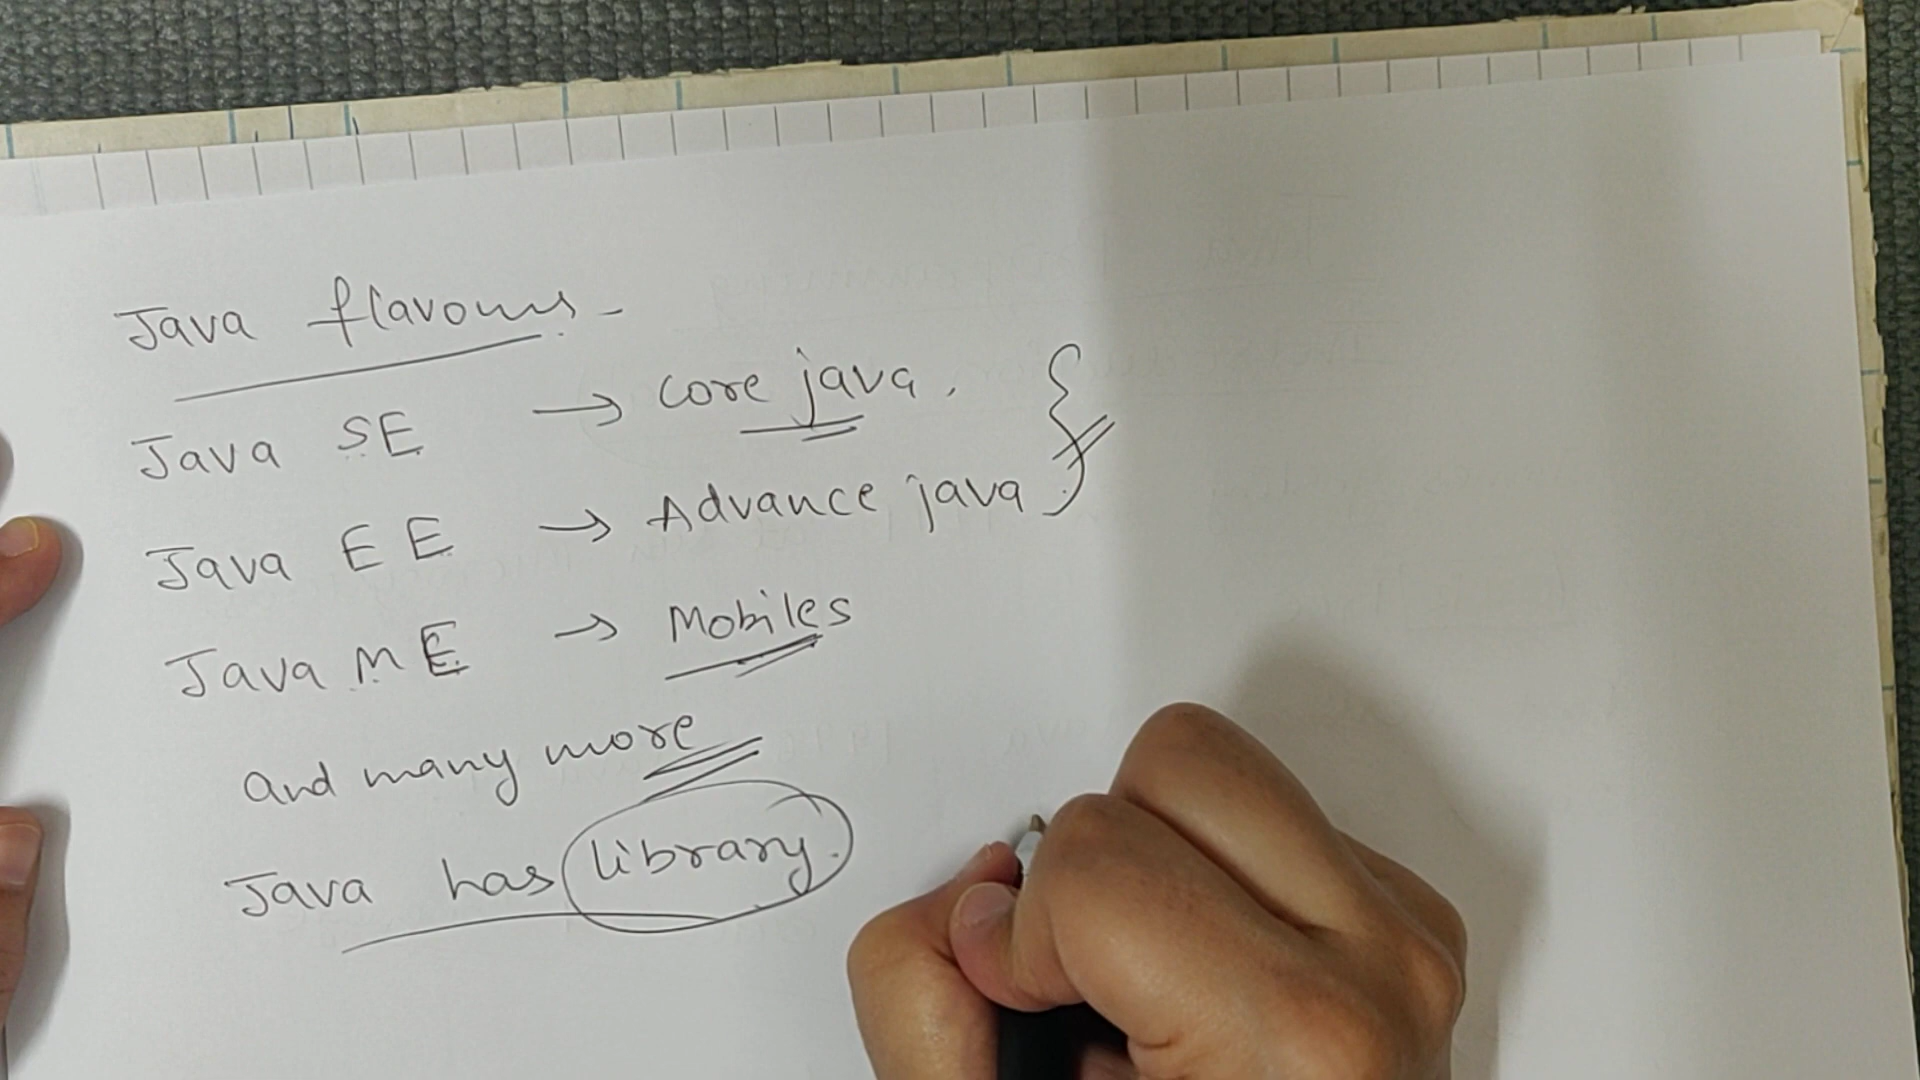 Java flavours -
Java SE → Core java.
Java EE → Advance java
Java ME → Mobiles
and many more
Java has library.